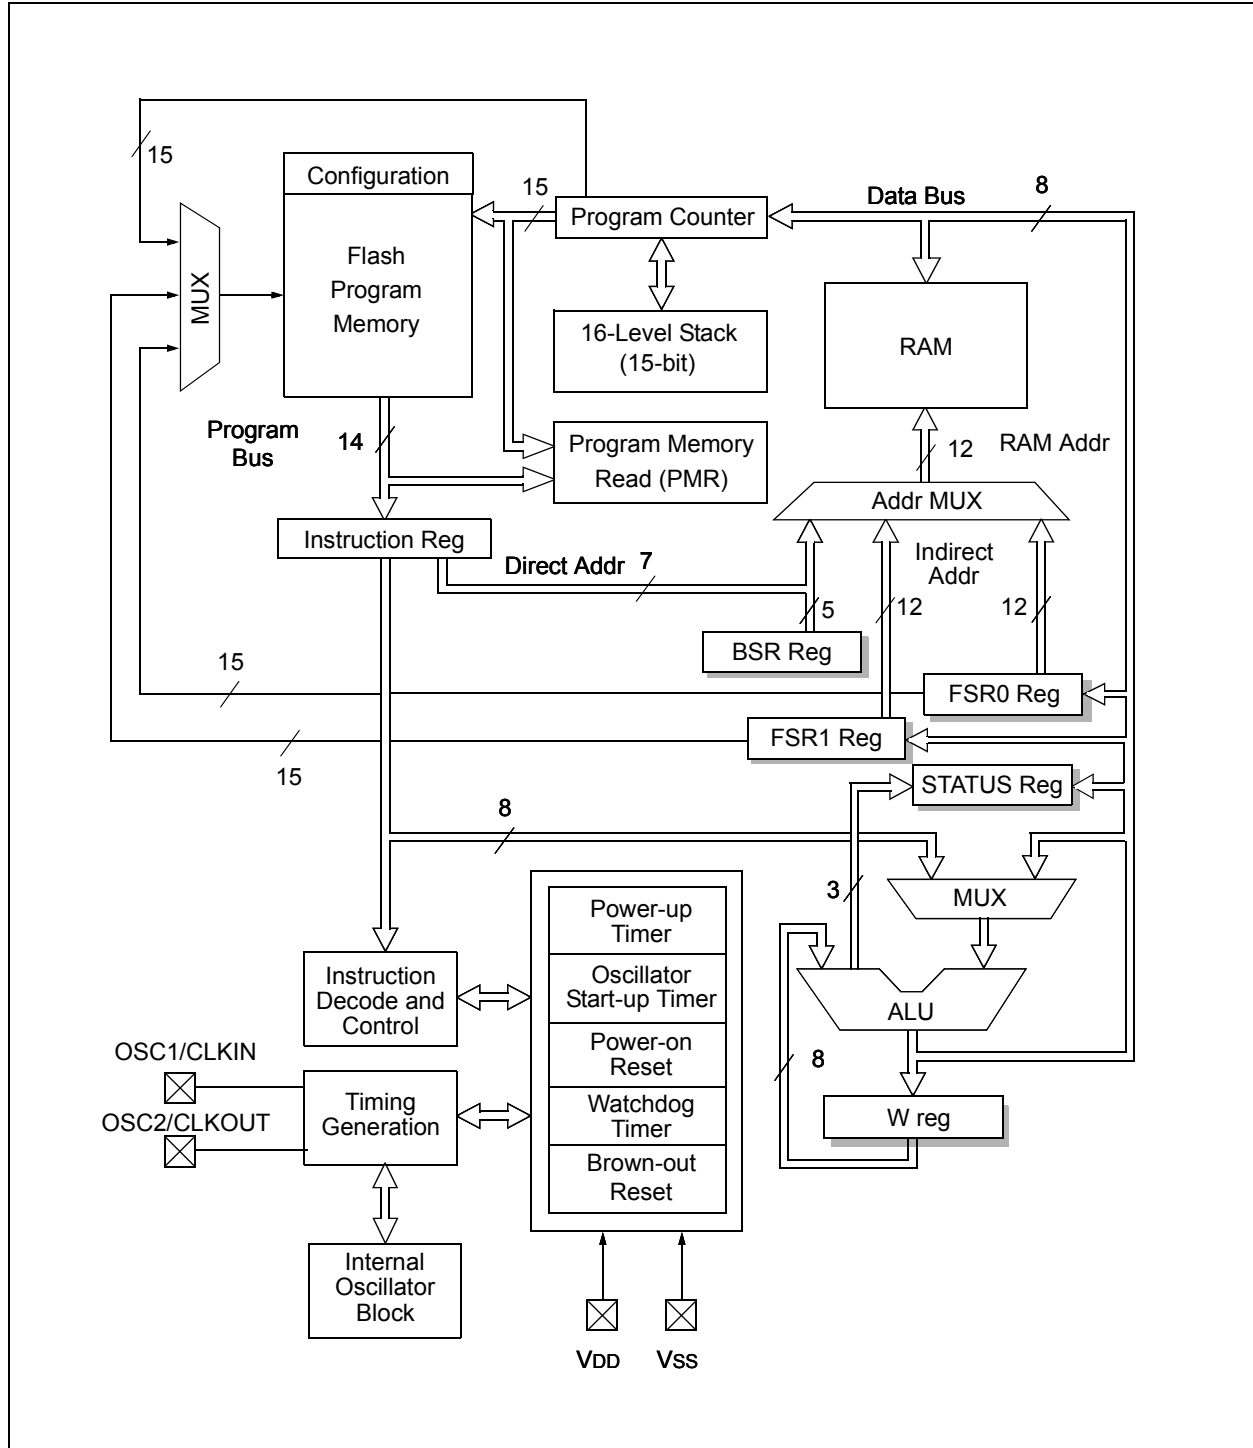 15
Configuration
Flash
Program
Memory
MUX
15
Program Counter
Data Bus
8
16-Level Stack
(15-bit)
RAM
Program
Bus
14
Program Memory
Read (PMR)
12
RAM Addr
Addr MUX
Instruction Reg
Direct Addr
7
Indirect
Addr
5
12
12
BSR Reg
15
FSR0 Reg
FSR1 Reg
15
STATUS Reg
8
3
MUX
Power-up
Timer
Oscillator
Start-up Timer
Power-on
Reset
Watchdog
Timer
Brown-out
Reset
Instruction
Decode and
Control
ALU
8
W reg
OSC1/CLKIN
OSC2/CLKOUT
Timing
Generation
Internal
Oscillator
Block
VDD
VSS